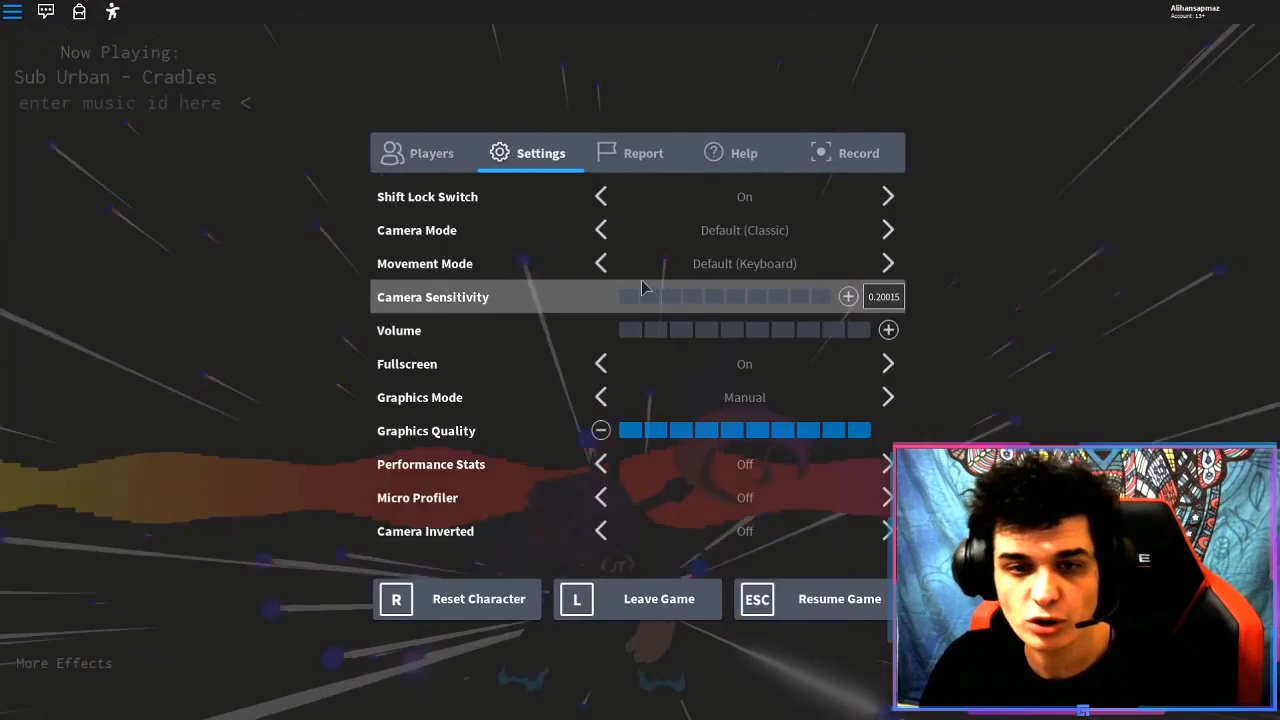 Alihansapmaz
Account: 13+
Now Playing:
Sub Urban - Cradles
enter music id here <
Players Settings Report Help Record
Shift Lock Switch On
Camera Mode Default (Classic)
Movement Mode Default (Keyboard)
Camera Sensitivity 0.20015
Volume
Fullscreen On
Graphics Mode Manual
Graphics Quality
Performance Stats Off
Micro Profiler Off
Camera Inverted Off
R Reset Character L Leave Game ESC Resume Game
More Effects
JT
E